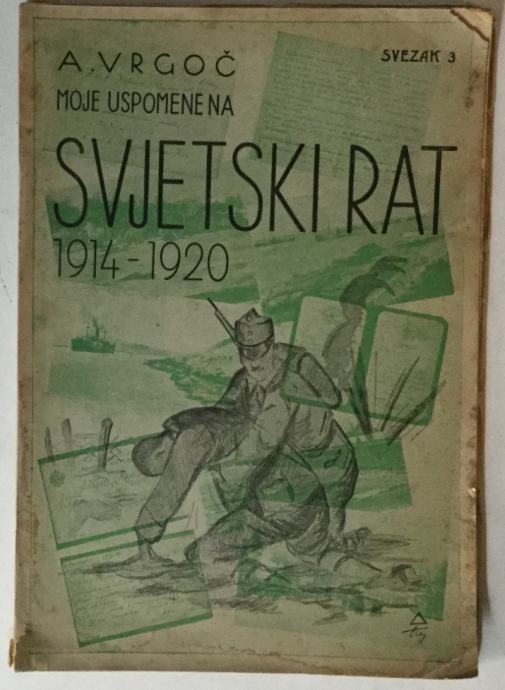 A. VRGOČ
SVEZAK 3
MOJE USPOMENE NA
SVJETSKI RAT
1914-1920